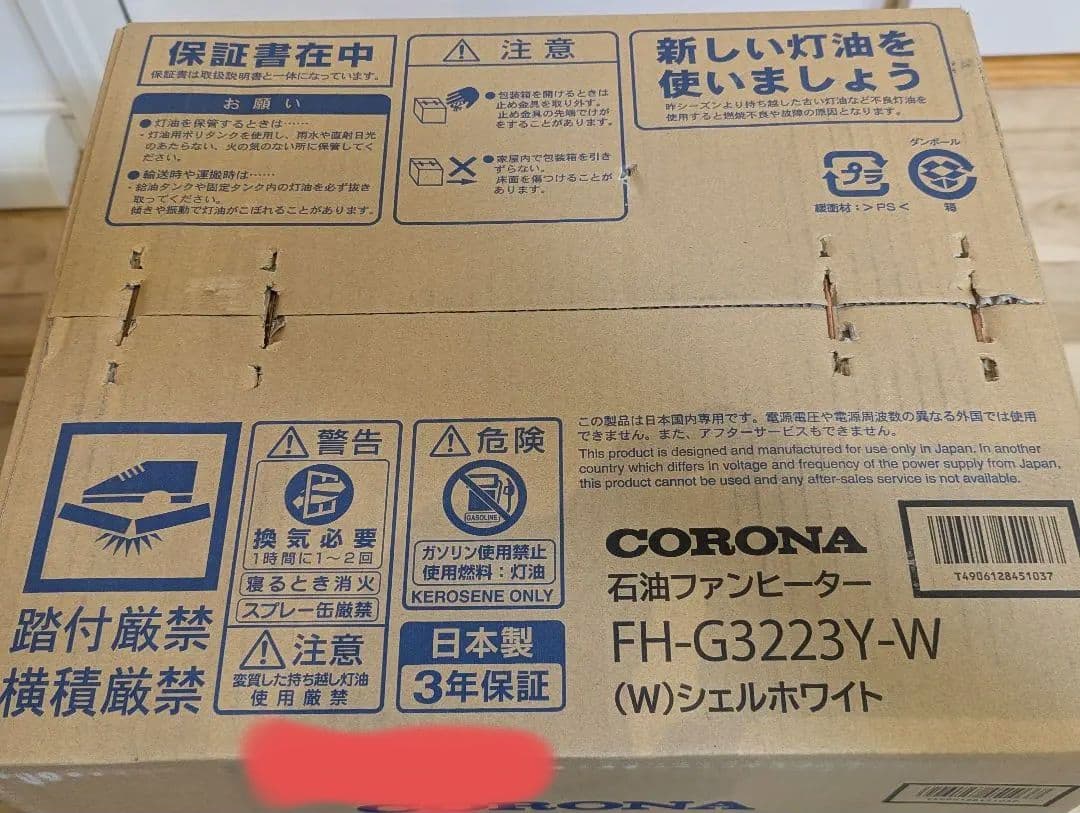 保証書在中
保証書は取扱説明書と一体になっています。
お願い
●灯油を保管するときは……
・灯油用ポリタンクを使用し、雨水や直射日光
のあたらない、火の気のない所に保管してく
ださい。
●輸送時や運搬時は……
・給油タンクや固定タンク内の灯油を必ず抜き
取ってください。
傾きや振動で灯油がこぼれることがあります。
注意
●包装箱を開けるときは
止め金具を取り外す。
止め金具の先端でけが
をすることがあります。
●家屋内で包装箱を引き
ずらない。
床面を傷つけることが
あります。
新しい灯油を
使いましょう
昨シーズンより持ち越した古い灯油など不良灯油を
使用すると燃焼不良や故障の原因となります。
プラ
緩衝材：＞PS＜
ダンボール
箱
踏付厳禁
横積厳禁
警告
換気必要
1時間に1～2回
寝るとき消火
スプレー缶厳禁
注意
変質した持ち越し灯油
使用厳禁
危険
GASOLINE
ガソリン使用禁止
使用燃料：灯油
KEROSENE ONLY
日本製
3年保証
この製品は日本国内専用です。電源電圧や電源周波数の異なる外国では使用
できません。また、アフターサービスもできません。
This product is designed and manufactured for use only in Japan. In another
country which differs in voltage and frequency of the power supply from Japan,
this product cannot be used and any after-sales service is not available.
CORONA
石油ファンヒーター
FH-G3223Y-W
(W)シェルホワイト
T4906128451037
CORONA